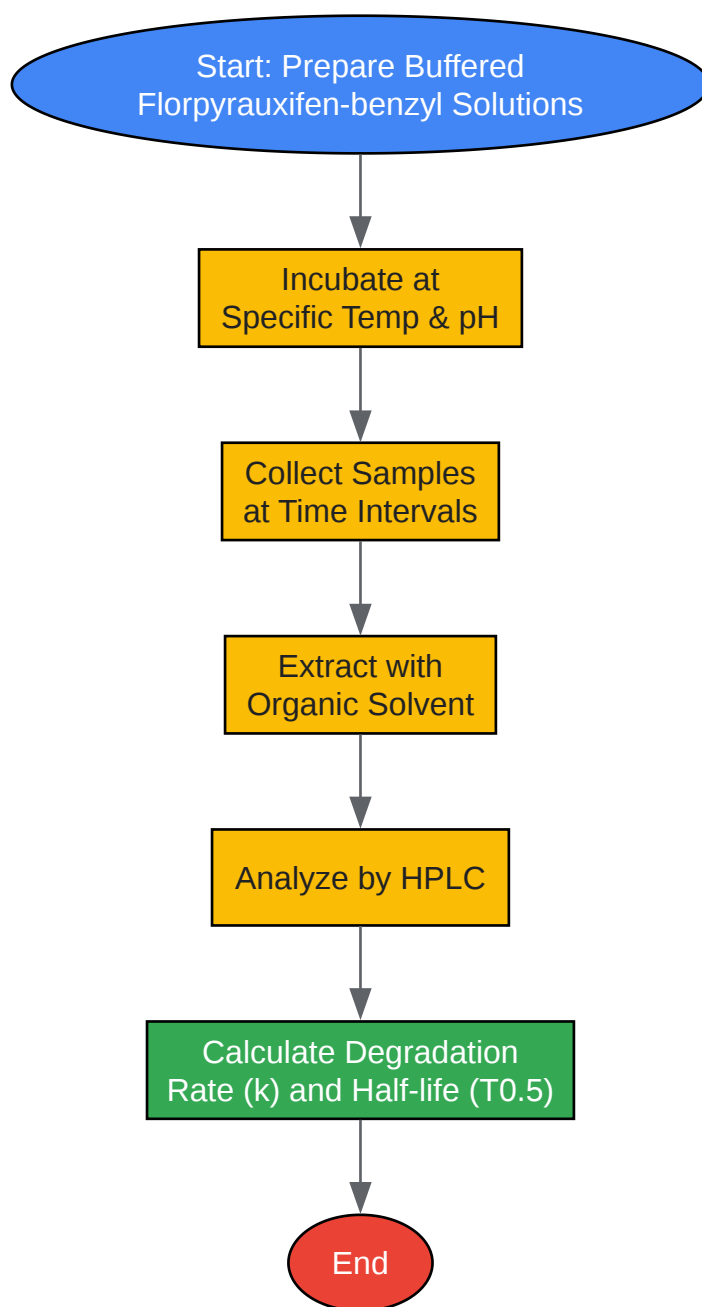 Start: Prepare Buffered
Florpyrauxifen-benzyl Solutions
Incubate at
Specific Temp & pH
Collect Samples
at Time Intervals
Extract with
Organic Solvent
Analyze by HPLC
Calculate Degradation
Rate (k) and Half-life (T0.5)
End